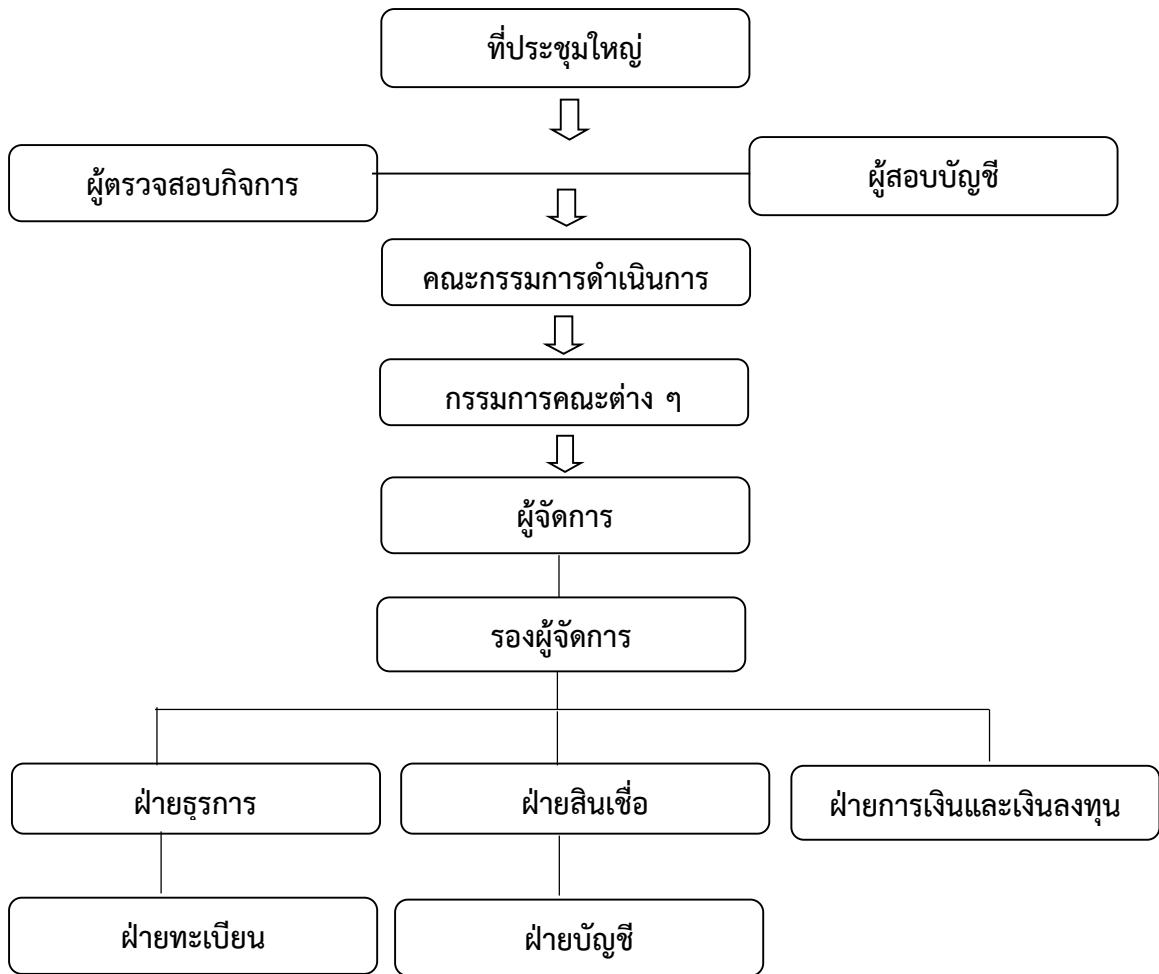 ที่ประชุมใหญ่
ผู้ตรวจสอบกิจการ
ผู้สอบบัญชี
คณะกรรมการดำเนินการ
กรรมการคณะต่าง ๆ
ผู้จัดการ
รองผู้จัดการ
ฝ่ายธุรการ
ฝ่ายสินเชื่อ
ฝ่ายการเงินและเงินลงทุน
ฝ่ายทะเบียน
ฝ่ายบัญชี